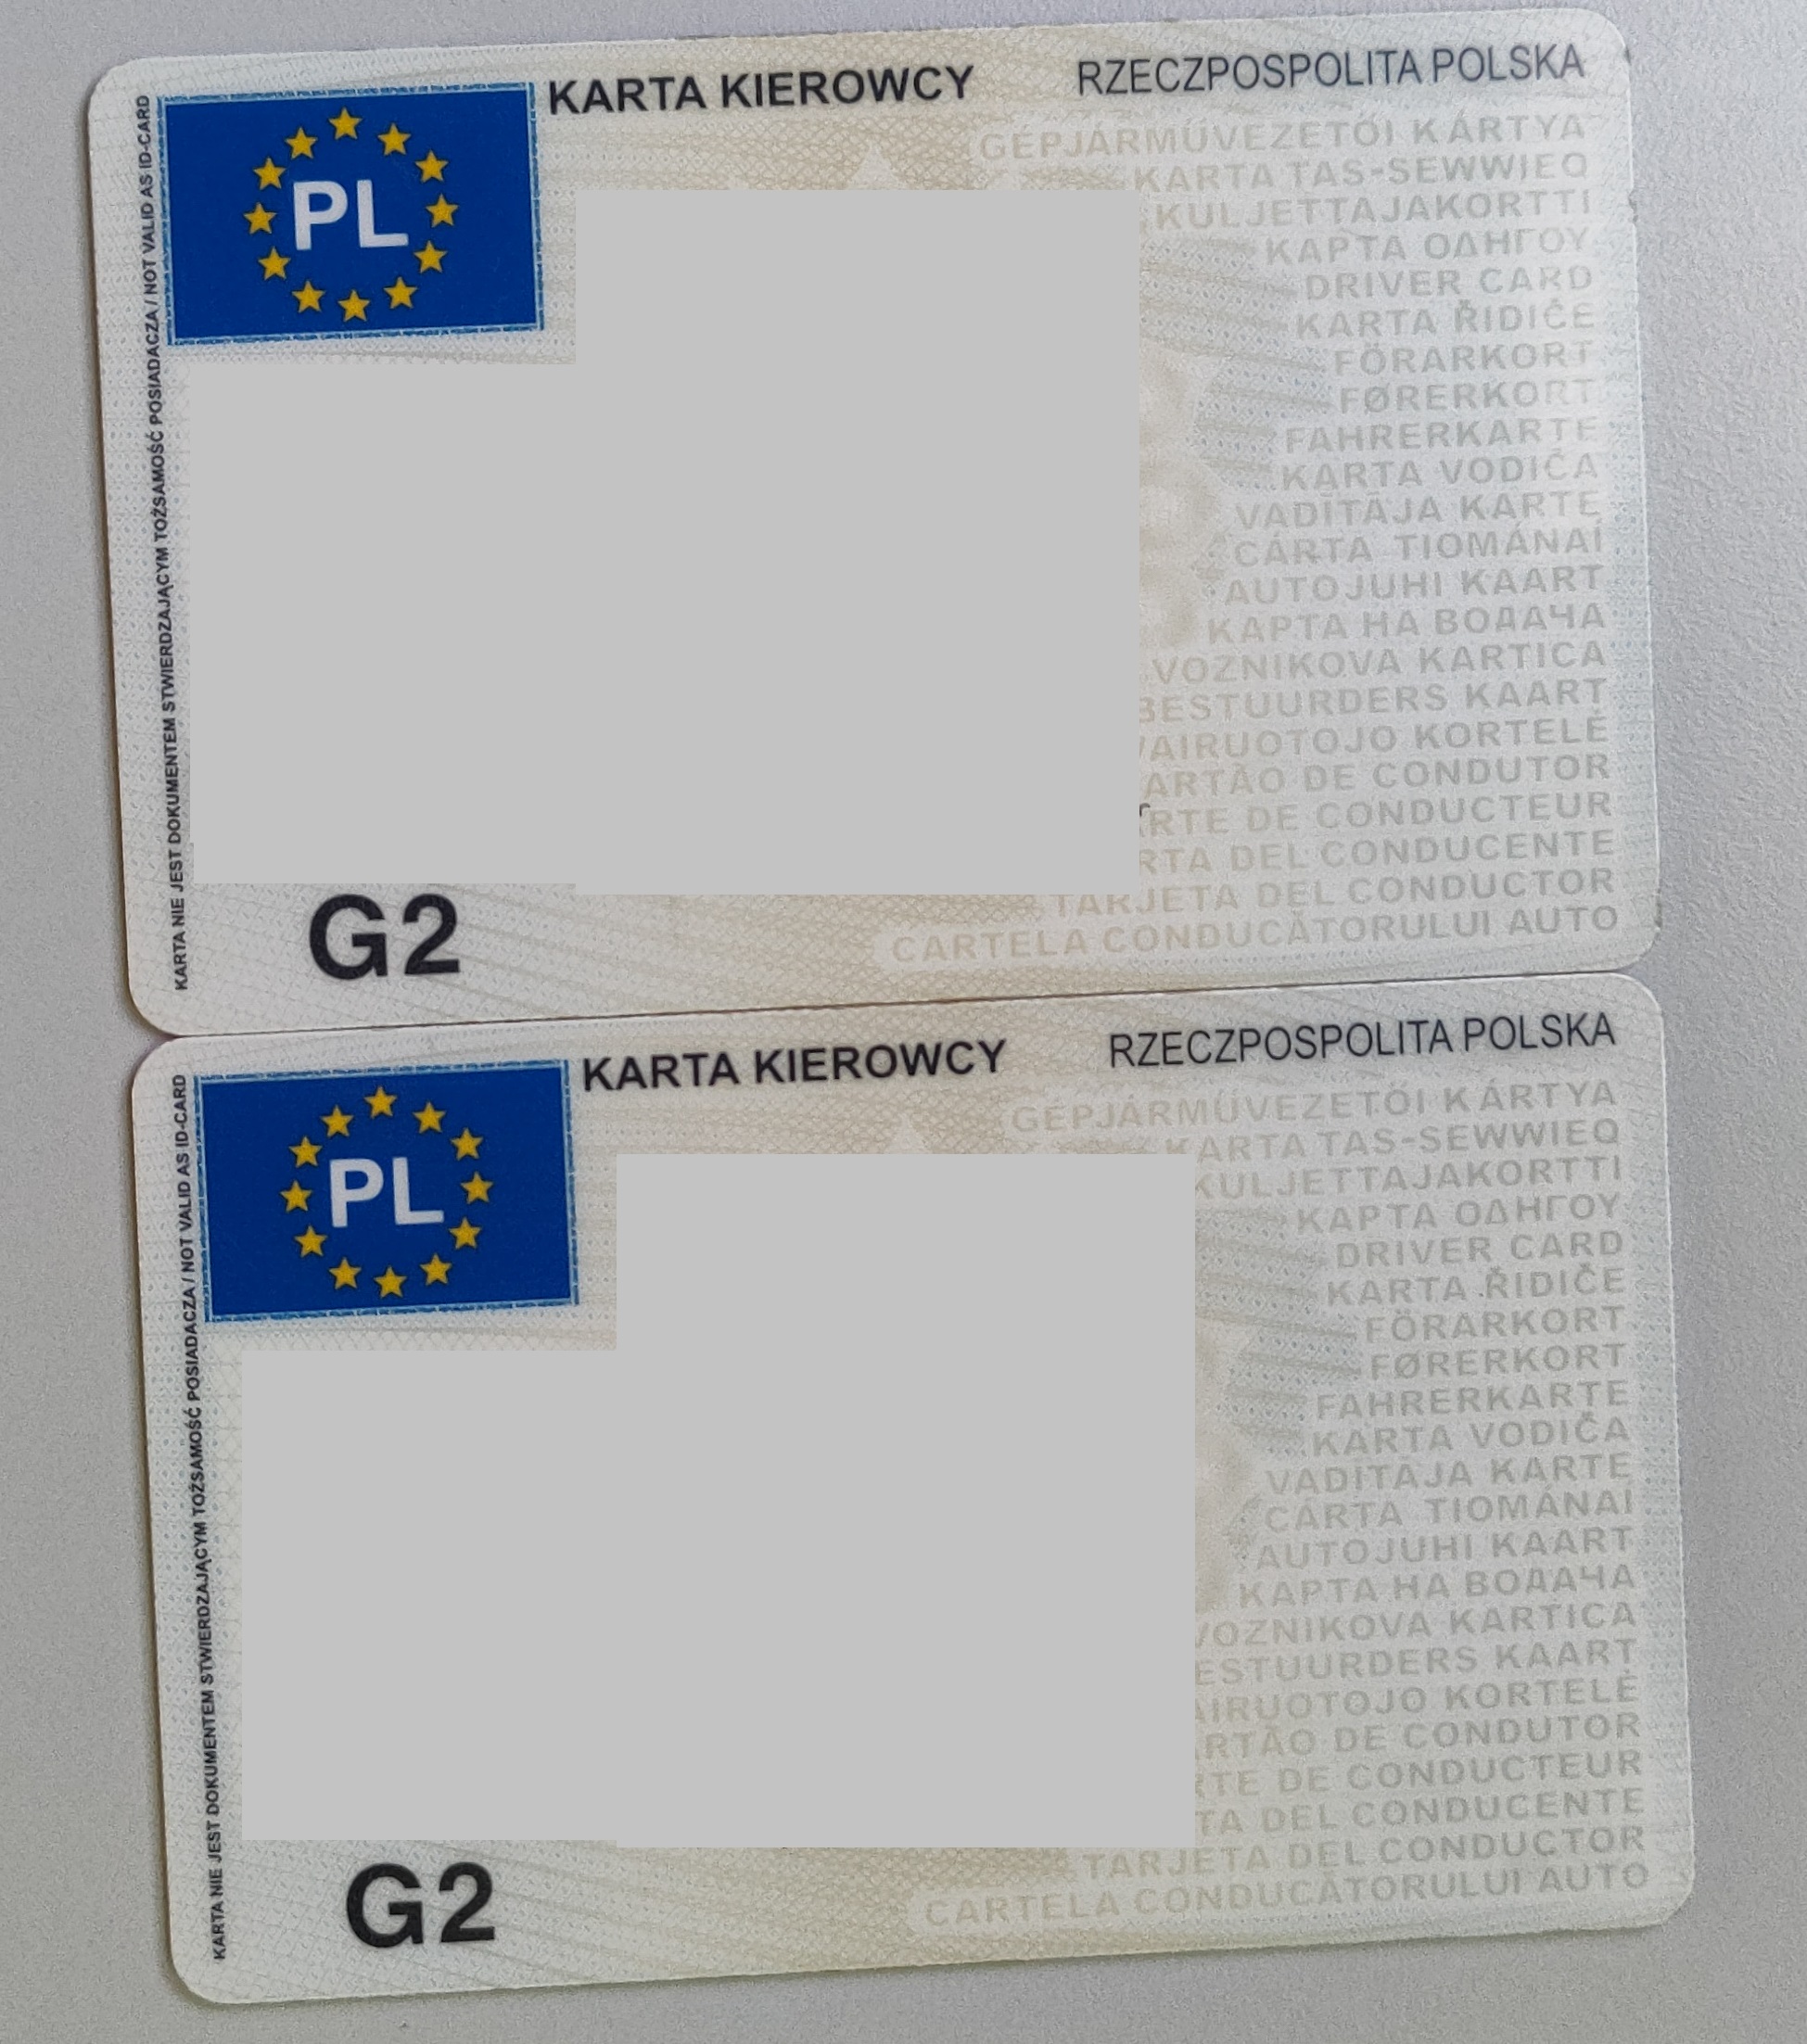 KARTA KIEROWCY RZECZPOSPOLITA POLSKA
KARTA NIE JEST DOKUMENTEM STWIERDZAJĄCYM TOŻSAMOŚĆ POSIADACZA / NOT VALID AS ID-CARD
PL
GÉPJÁRMŰVEZETŐI KÁRTYA
KARTA TAS-SEWWIEQ
KULJETTAJAKORTTI
ΚΑΡΤΑ ΟΔΗΓΟΥ
DRIVER CARD
KARTA ŘIDIČE
FÖRARKORT
FØRERKORT
FAHRERKARTE
KARTA VODIČA
VADĪTĀJA KARTE
CÁRTA TIOMÁNAÍ
AUTOJUHI KAART
КАРТА НА ВОДАЧА
VOZNIKOVA KARTICA
BESTUURDERS KAART
AIRUOTOJO KORTELĖ
ARTÃO DE CONDUTOR
RTE DE CONDUCTEUR
RTA DEL CONDUCENTE
TARJETA DEL CONDUCTOR
CARTELA CONDUCĂTORULUI AUTO
G2
KARTA KIEROWCY RZECZPOSPOLITA POLSKA
KARTA NIE JEST DOKUMENTEM STWIERDZAJĄCYM TOŻSAMOŚĆ POSIADACZA / NOT VALID AS ID-CARD
PL
GÉPJÁRMŰVEZETŐI KÁRTYA
KARTA TAS-SEWWIEQ
KULJETTAJAKORTTI
ΚΑΡΤΑ ΟΔΗΓΟΥ
DRIVER CARD
KARTA ŘIDIČE
FÖRARKORT
FØRERKORT
FAHRERKARTE
KARTA VODIČA
VADĪTĀJA KARTE
CÁRTA TIOMÁNAÍ
AUTOJUHI KAART
КАРТА НА ВОДАЧА
VOZNIKOVA KARTICA
ESTUURDERS KAART
AIRUOTOJO KORTELĖ
RTÃO DE CONDUTOR
RTE DE CONDUCTEUR
TA DEL CONDUCENTE
TARJETA DEL CONDUCTOR
CARTELA CONDUCĂTORULUI AUTO
G2